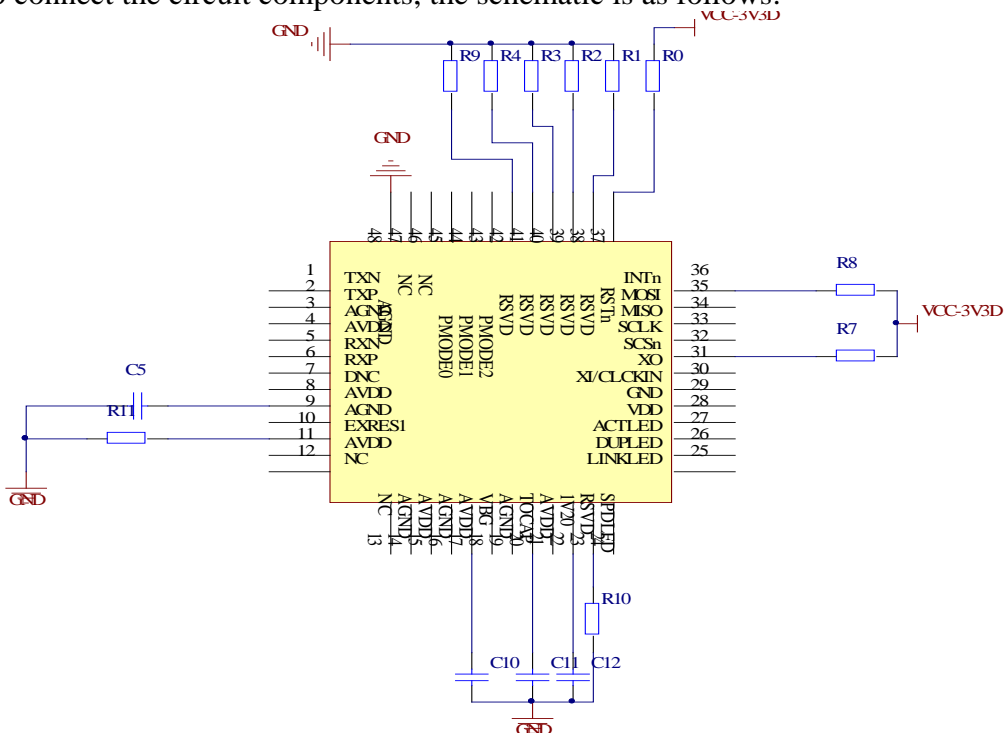 connect the circuit components, the schematic is as follows:
VCC-3V3D
GND
R9 R4 R3 R2 R1 R0
GND
48 47 46 45 44 43 42 41 40 39 38 37
1 TXN
2 TXP
3 AGND
4 AVDD
5 RXN
6 RXP
7 DNC
8 AVDD
9 AGND
10 EXRES1
11 AVDD
12 NC
AGND
NC
NC
PMODE0
PMODE1
PMODE2
RSVD
RSVD
RSVD
RSVD
RSVD
RSTn
INTn 36
MOSI 35
MISO 34
SCLK 33
SCSn 32
XO 31
XI/CLCKIN 30
GND 29
VDD 28
ACTLED 27
DUPLED 26
LINKLED 25
R8
VCC-3V3D
R7
C5
R11
GND
NC
AGND
AVDD
AGND
AVDD
VBG
AGND
TOCAP
AVDD
1V20
RSVD
SPDLED
13 14 15 16 17 18 19 20 21 22 23 24
R10
C10 C11 C12
GND